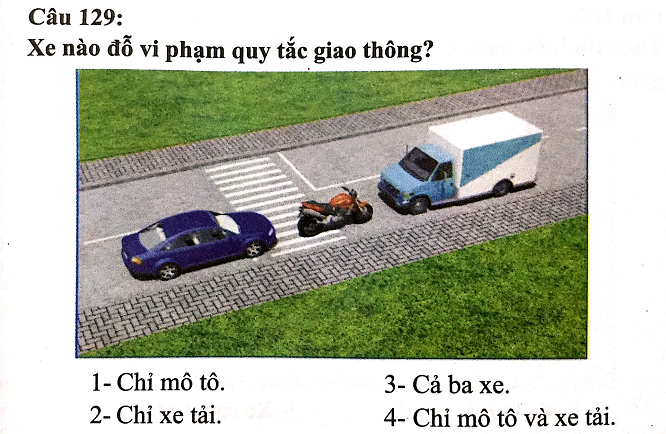 Câu 129:
Xe nào đỗ vi phạm quy tắc giao thông?
1- Chỉ mô tô.
3- Cả ba xe.
2- Chỉ xe tải.
4- Chỉ mô tô và xe tải.